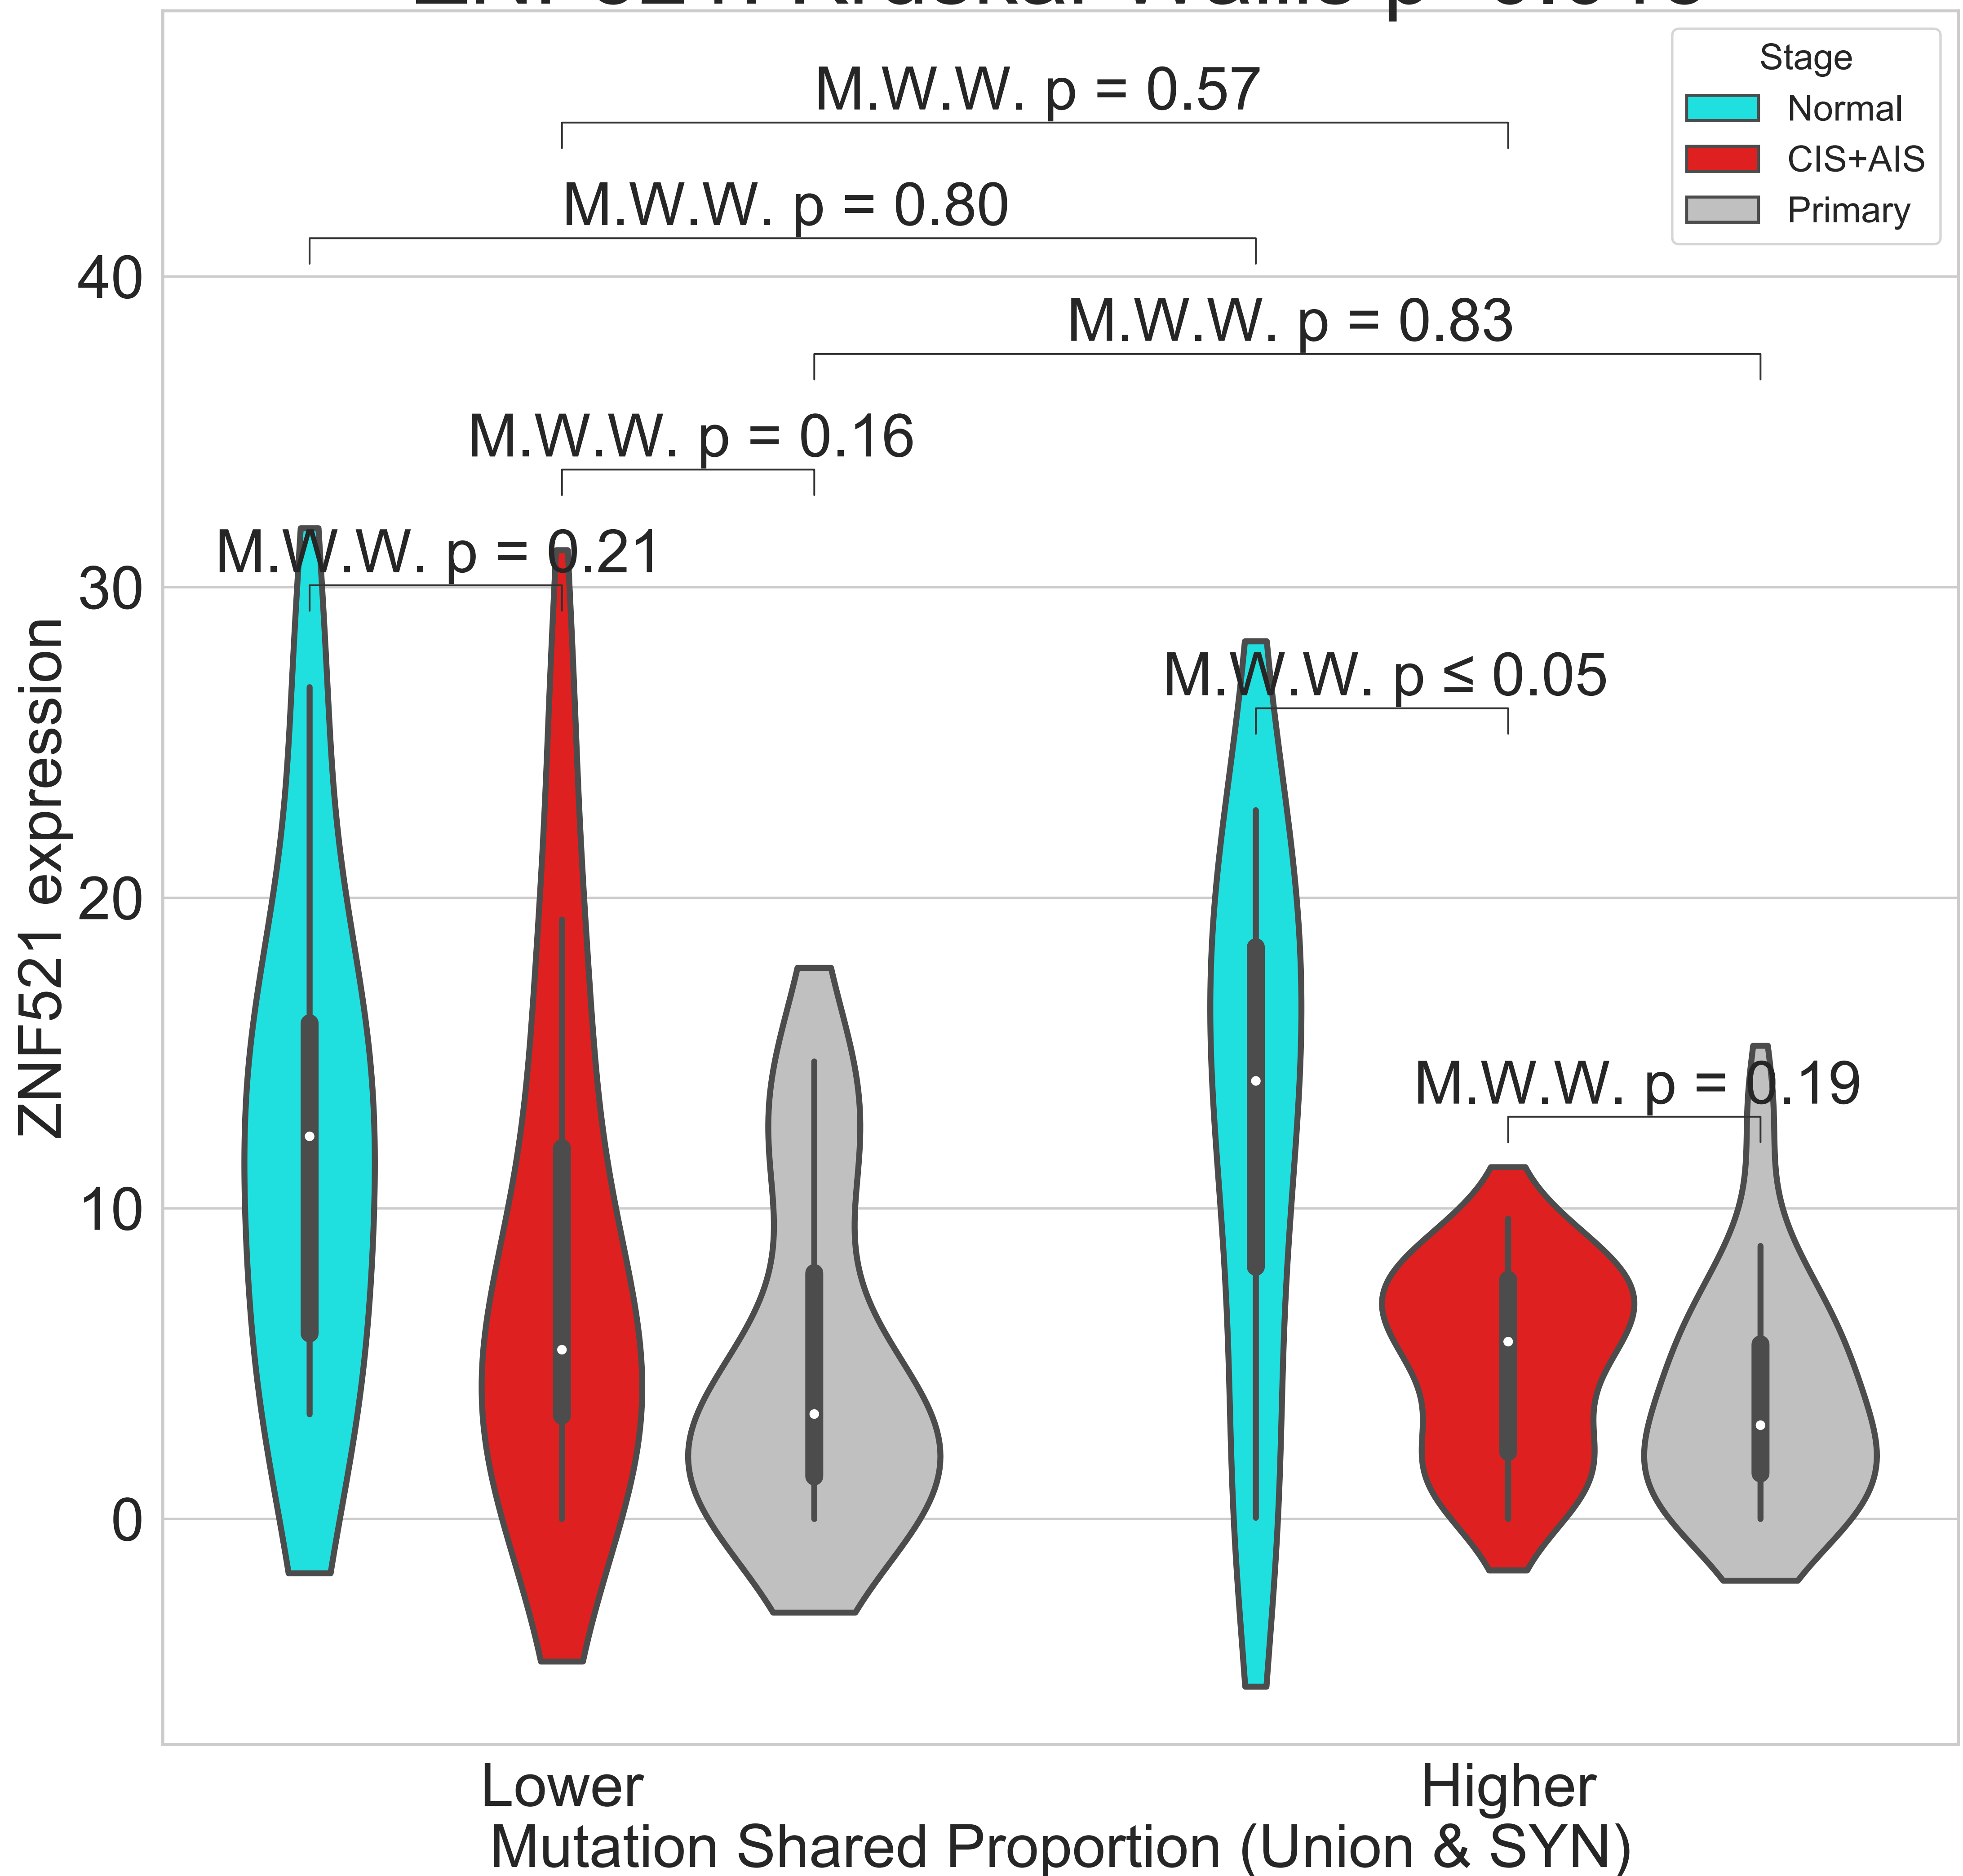 Stage
Normal
CIS+AIS
Primary
M.W.W. p = 0.57
M.W.W. p = 0.80
M.W.W. p = 0.83
M.W.W. p = 0.16
M.W.W. p = 0.21
M.W.W. p ≤ 0.05
M.W.W. p = 0.19
ZNF521 expression
40
30
20
10
0
Lower
Higher
Mutation Shared Proportion (Union & SYN)